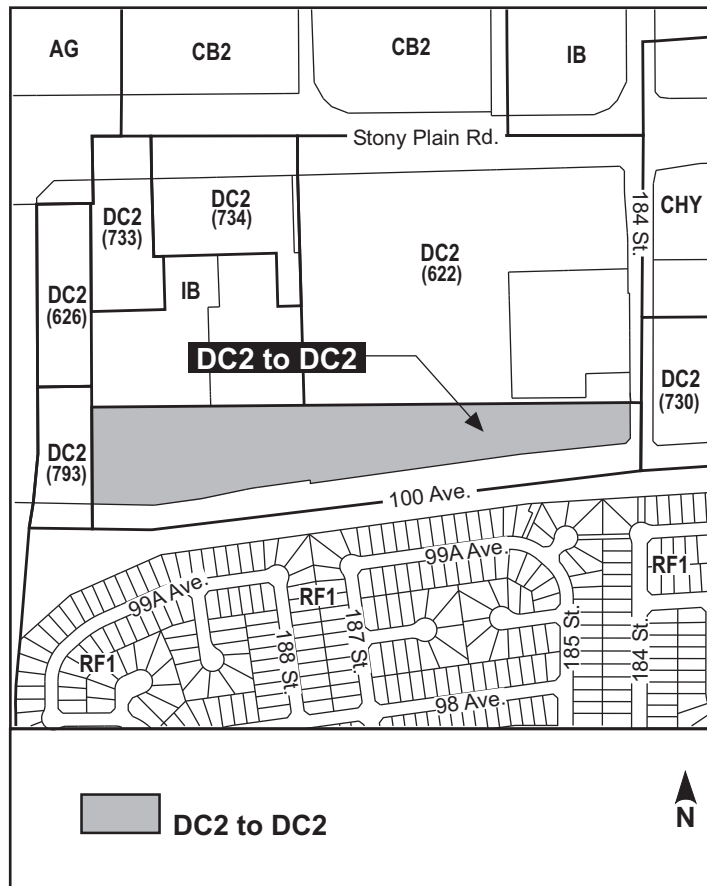 AG
CB2
CB2
IB
Stony Plain Rd.
DC2
(733)
DC2
(734)
184 St.
CHY
DC2
(622)
DC2
(626)
IB
DC2 to DC2
DC2
(730)
DC2
(793)
100 Ave.
99A Ave.
RF1
99A Ave.
RF1
188 St.
187 St.
185 St.
184 St.
RF1
98 Ave.
DC2 to DC2
N